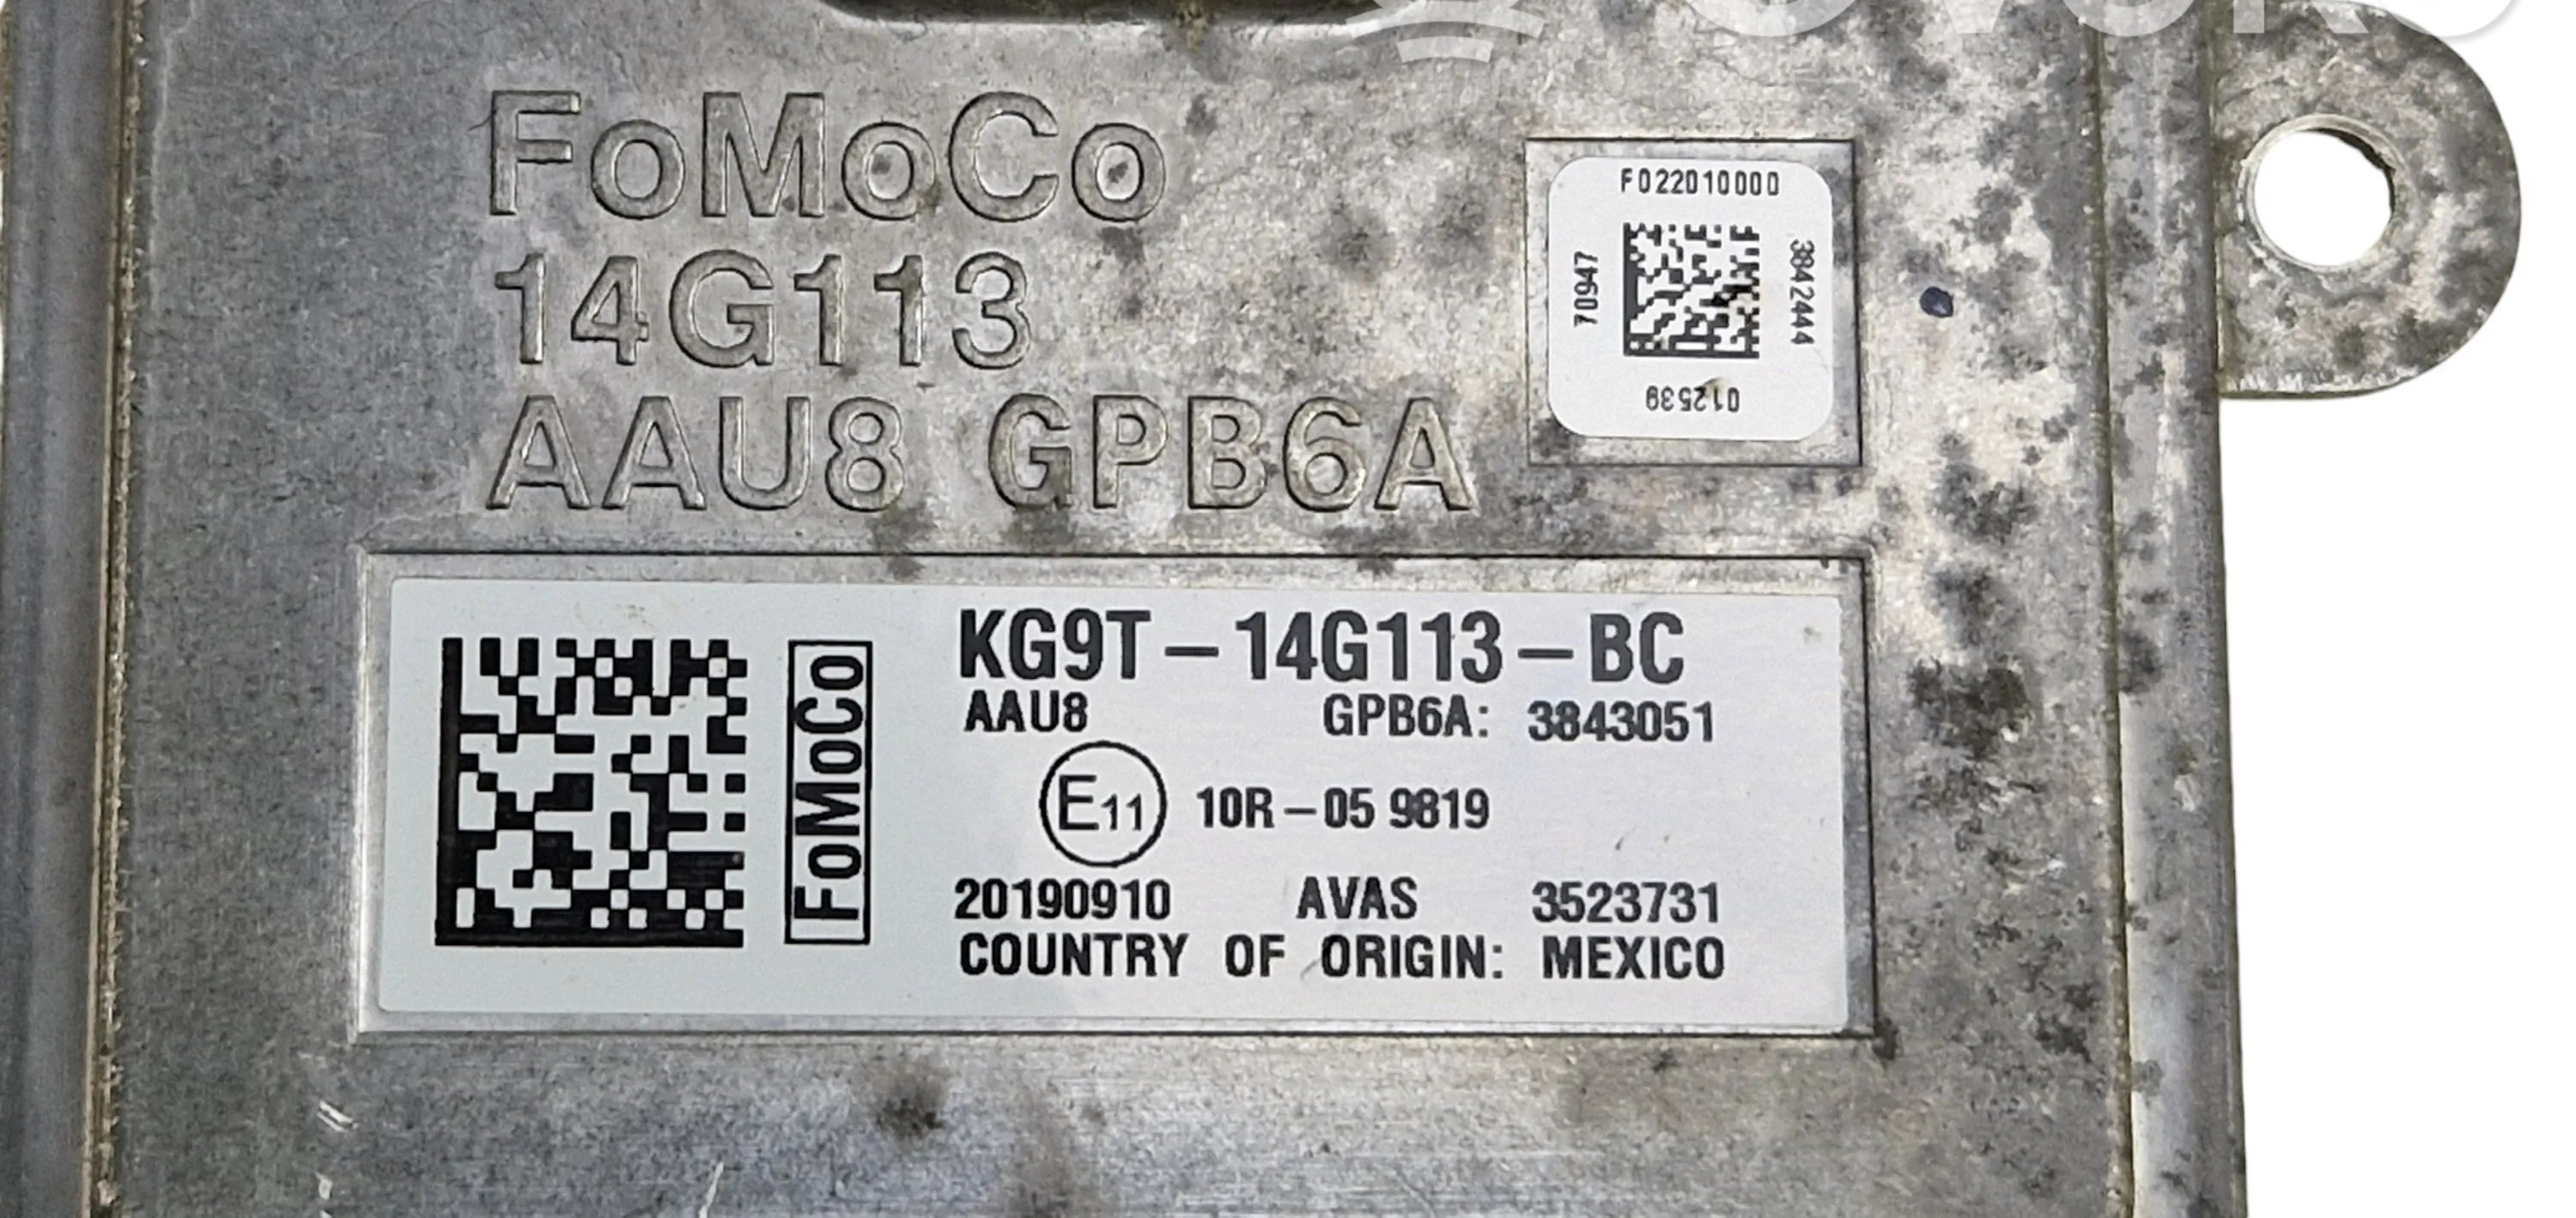 FoMoCo
14G113
AAU8 GPB6A
F022010000
70947
3842444
012539
FoMoCo
KG9T-14G113-BC
AAU8 GPB6A: 3843051
E11 10R-05 9819
20190910 AVAS 3523731
COUNTRY OF ORIGIN: MEXICO